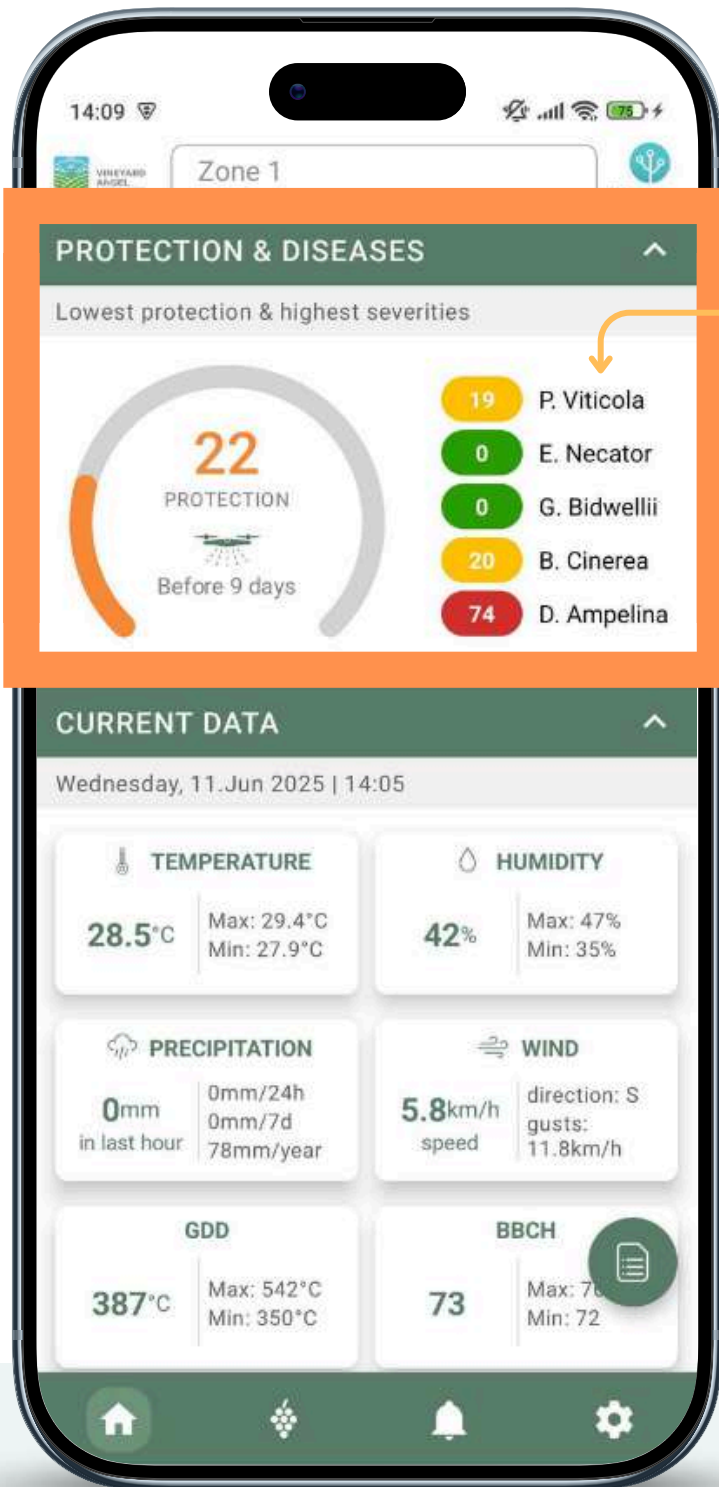 14:09
75
VINEYARD
ANGEL
Zone 1
PROTECTION & DISEASES
Lowest protection & highest severities
22
PROTECTION
Before 9 days
19 P. Viticola
0 E. Necator
0 G. Bidwellii
20 B. Cinerea
74 D. Ampelina
CURRENT DATA
Wednesday, 11.Jun 2025 | 14:05
TEMPERATURE
28.5°C
Max: 29.4°C
Min: 27.9°C
HUMIDITY
42%
Max: 47%
Min: 35%
PRECIPITATION
0mm
in last hour
0mm/24h
0mm/7d
78mm/year
WIND
5.8km/h
speed
direction: S
gusts:
11.8km/h
GDD
387°C
Max: 542°C
Min: 350°C
BBCH
73
Max:
Min: 72